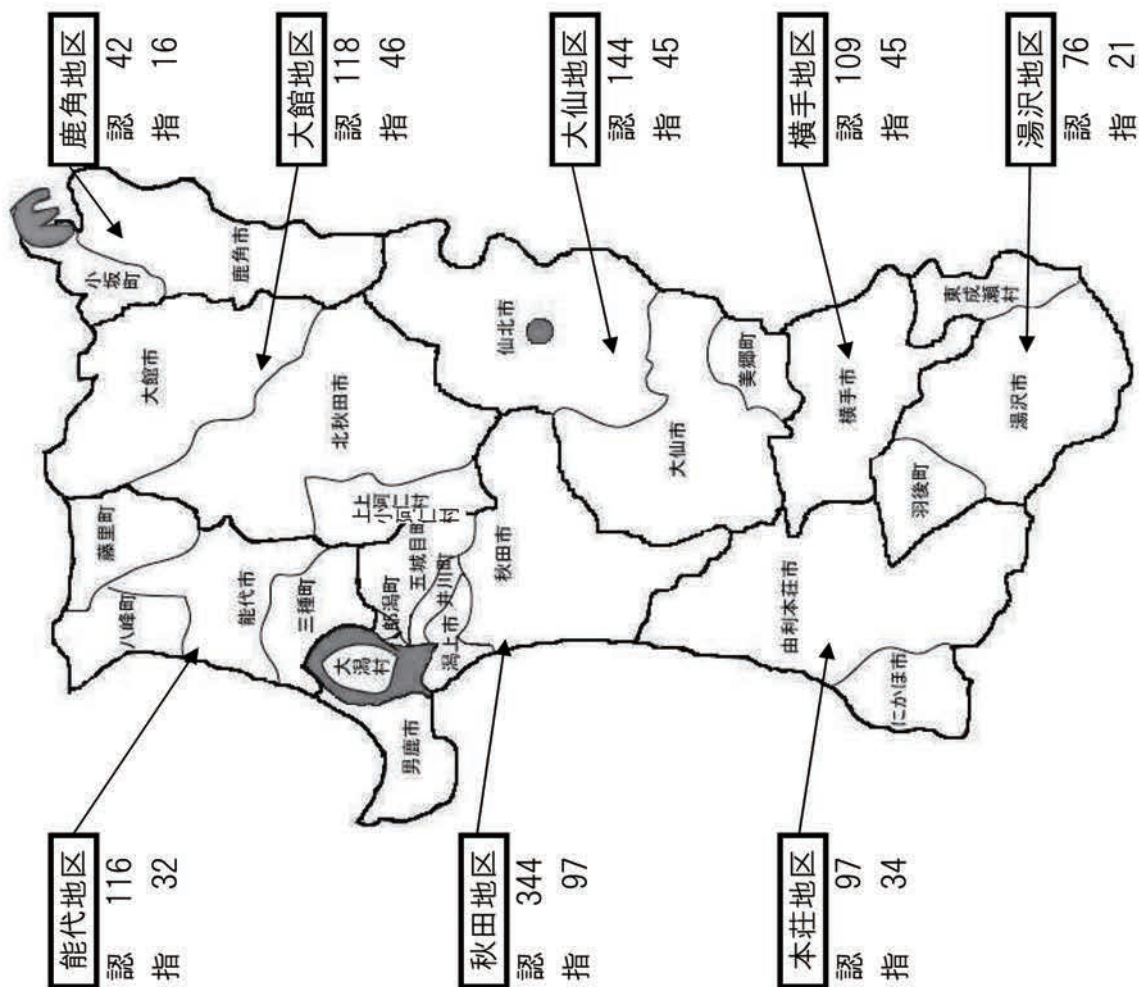 能代地区
認 116
指 32
秋田地区
認 344
指 97
本荘地区
認 97
指 34
鹿角地区
認 42
指 16
大館地区
認 118
指 46
大仙地区
認 144
指 45
横手地区
認 109
指 45
湯沢地区
認 76
指 21
小坂町
鹿角市
大館市
北秋田市
上小阿仁村
上小阿仁村
藤里町
八峰町
能代市
三種町
大潟村
男鹿市
八郎潟町
五城目町
井川町
潟上市
秋田市
仙北市
大仙市
美郷町
横手市
東成瀬村
湯沢市
羽後町
由利本荘市
にかほ市